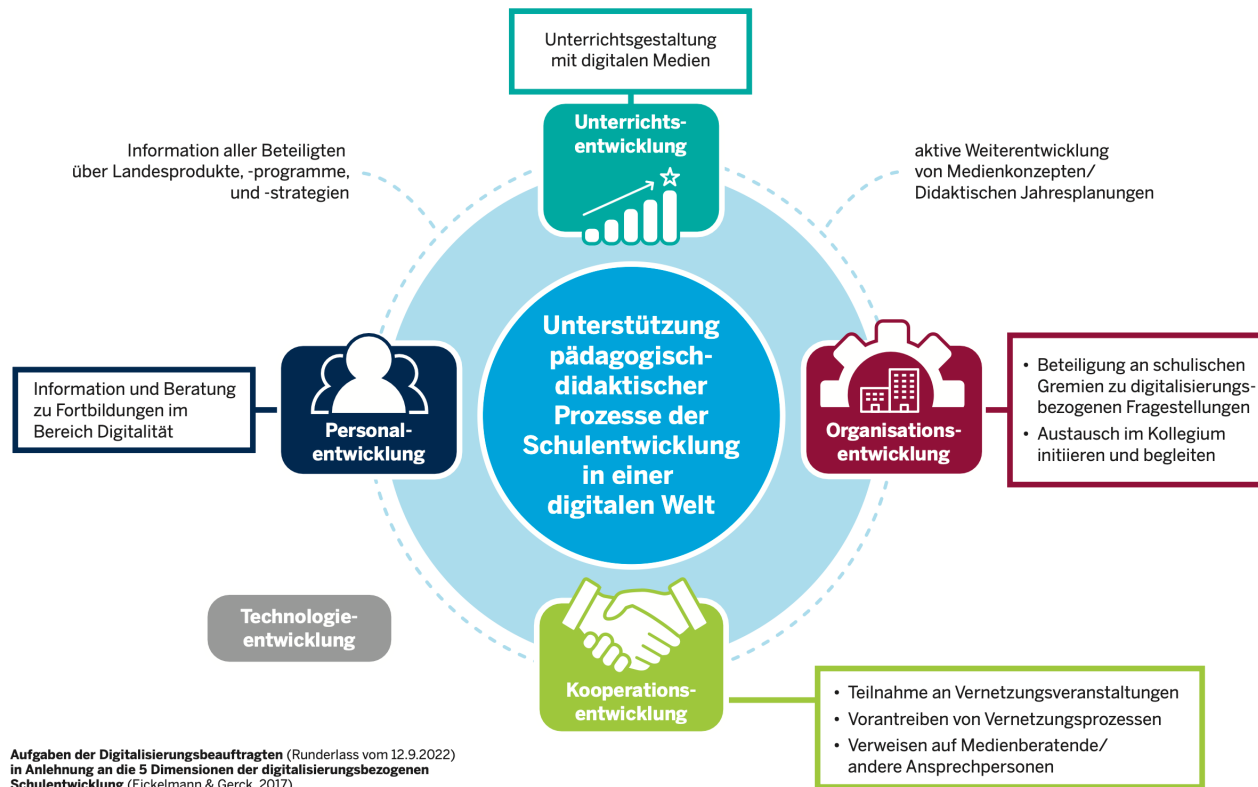 Unterrichtsgestaltung
mit digitalen Medien
Unterrichts-
entwicklung
Information aller Beteiligten
über Landesprodukte, -programme,
und -strategien
aktive Weiterentwicklung
von Medienkonzepten/
Didaktischen Jahresplanungen
Unterstützung
pädagogisch-
didaktischer
Prozesse der
Schulentwicklung
in einer
digitalen Welt
Information und Beratung
zu Fortbildungen im
Bereich Digitalität
Personal-
entwicklung
Organisations-
entwicklung
• Beteiligung an schulischen
Gremien zu digitalisierungs-
bezogenen Fragestellungen
• Austausch im Kollegium
initiieren und begleiten
Technologie-
entwicklung
Kooperations-
entwicklung
• Teilnahme an Vernetzungsveranstaltungen
• Vorantreiben von Vernetzungsprozessen
• Verweisen auf Medienberatende/
andere Ansprechpersonen
Aufgaben der Digitalisierungsbeauftragten (Runderlass vom 12.9.2022)
in Anlehnung an die 5 Dimensionen der digitalisierungsbezogenen
Schulentwicklung (Eickelmann & Gerck, 2017)